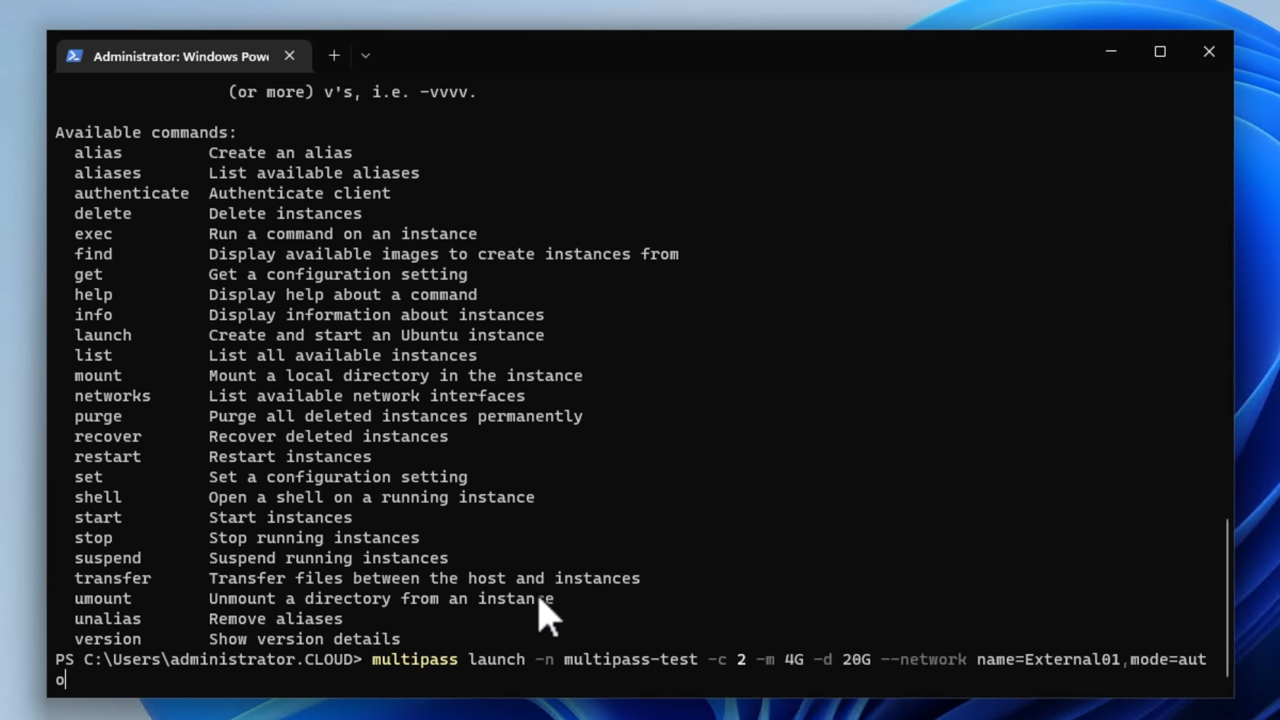 Administrator: Windows Powe
(or more) v's, i.e. -vvvv.
Available commands:
alias Create an alias
aliases List available aliases
authenticate Authenticate client
delete Delete instances
exec Run a command on an instance
find Display available images to create instances from
get Get a configuration setting
help Display help about a command
info Display information about instances
launch Create and start an Ubuntu instance
list List all available instances
mount Mount a local directory in the instance
networks List available network interfaces
purge Purge all deleted instances permanently
recover Recover deleted instances
restart Restart instances
set Set a configuration setting
shell Open a shell on a running instance
start Start instances
stop Stop running instances
suspend Suspend running instances
transfer Transfer files between the host and instances
umount Unmount a directory from an instance
unalias Remove aliases
version Show version details
PS C:\Users\administrator.CLOUD> multipass launch -n multipass-test -c 2 -m 4G -d 20G --network name=External01,mode=aut
o